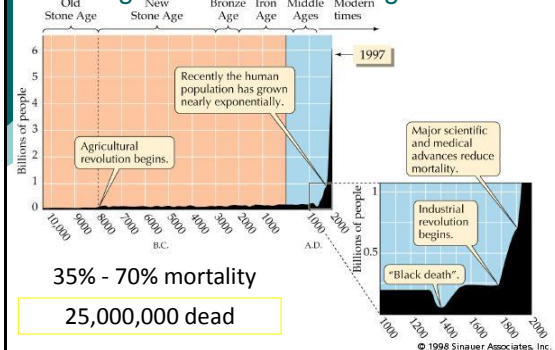 Old New Bronze Iron Middle Modern
Stone Age Stone Age Age Age Ages times
1997
Recently the human
population has grown
nearly exponentially.
Agricultural
revolution begins.
Billions of people
6
5
4
3
2
1
0
10,000 9000 8000 7000 6000 5000 4000 3000 2000 1000 1000 2000
B.C. A.D.
Major scientific
and medical
advances reduce
mortality.
Industrial
revolution
begins.
"Black death".
Billions of people
1
0.5
1000 1200 1400 1600 1800 2000
35% - 70% mortality
25,000,000 dead
© 1998 Sinauer Associates, Inc.